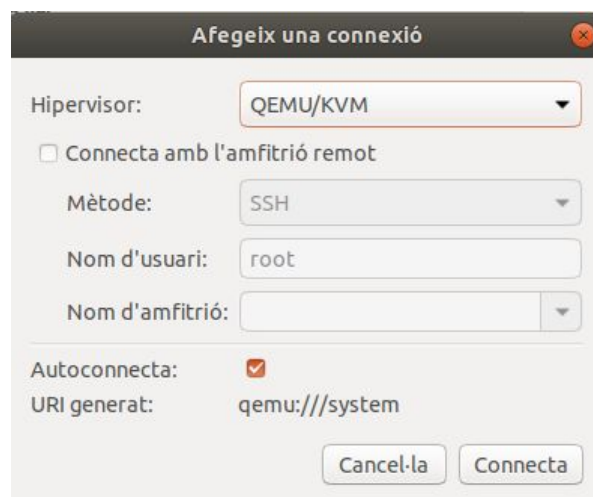 Afegeix una connexió
Hipervisor: QEMU/KVM
Connecta amb l'amfitrió remot
Mètode: SSH
Nom d'usuari: root
Nom d'amfitrió:
Autoconnecta:
URI generat: qemu:///system
Cancel·la Connecta